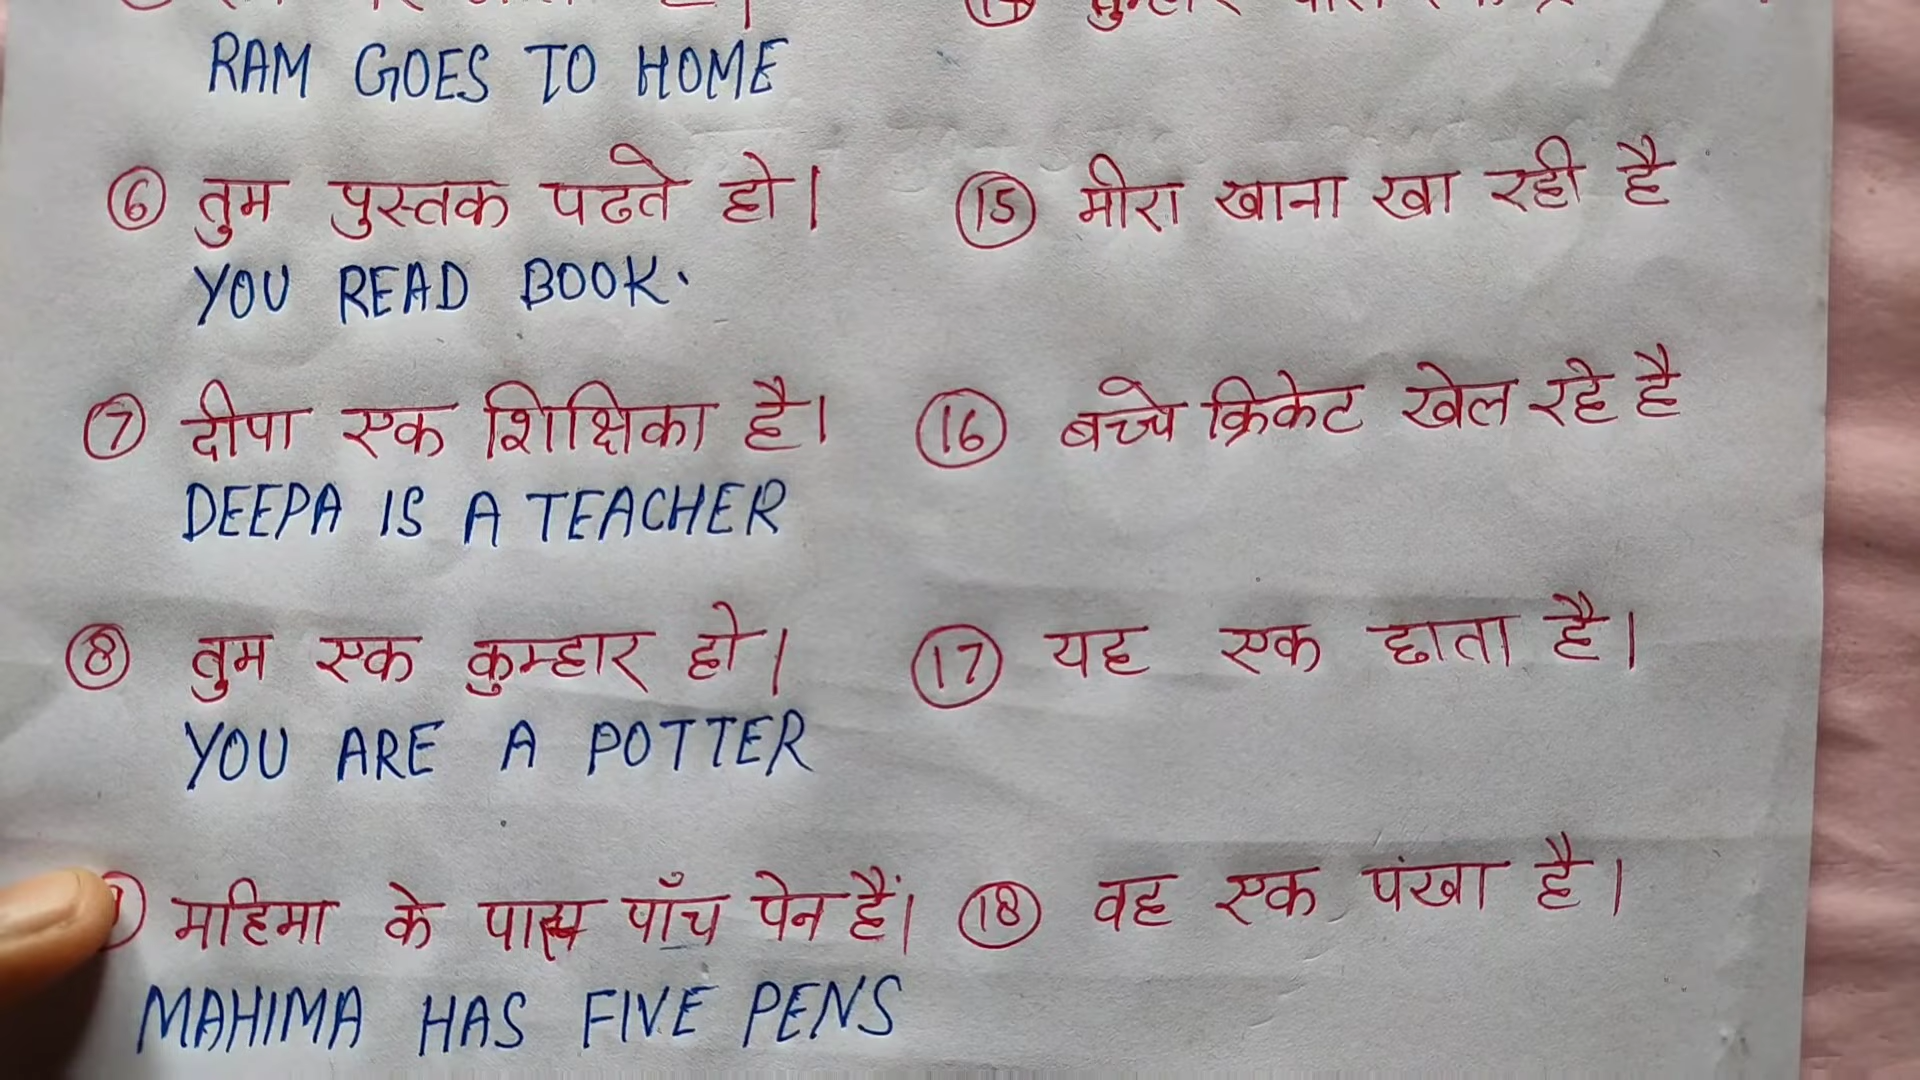 RAM GOES TO HOME
⑥ तुम पुस्तक पढते हो।
YOU READ BOOK.
⑦ दीपा एक शिक्षिका है।
DEEPA IS A TEACHER
⑧ तुम एक कुम्हार हो।
YOU ARE A POTTER
महिमा के पास पाँच पेन हैं।
MAHIMA HAS FIVE PENS
⑮ मीरा खाना खा रही है
⑯ बच्चे क्रिकेट खेल रहे है
⑰ यह एक छाता है।
⑱ वह एक पंखा है।